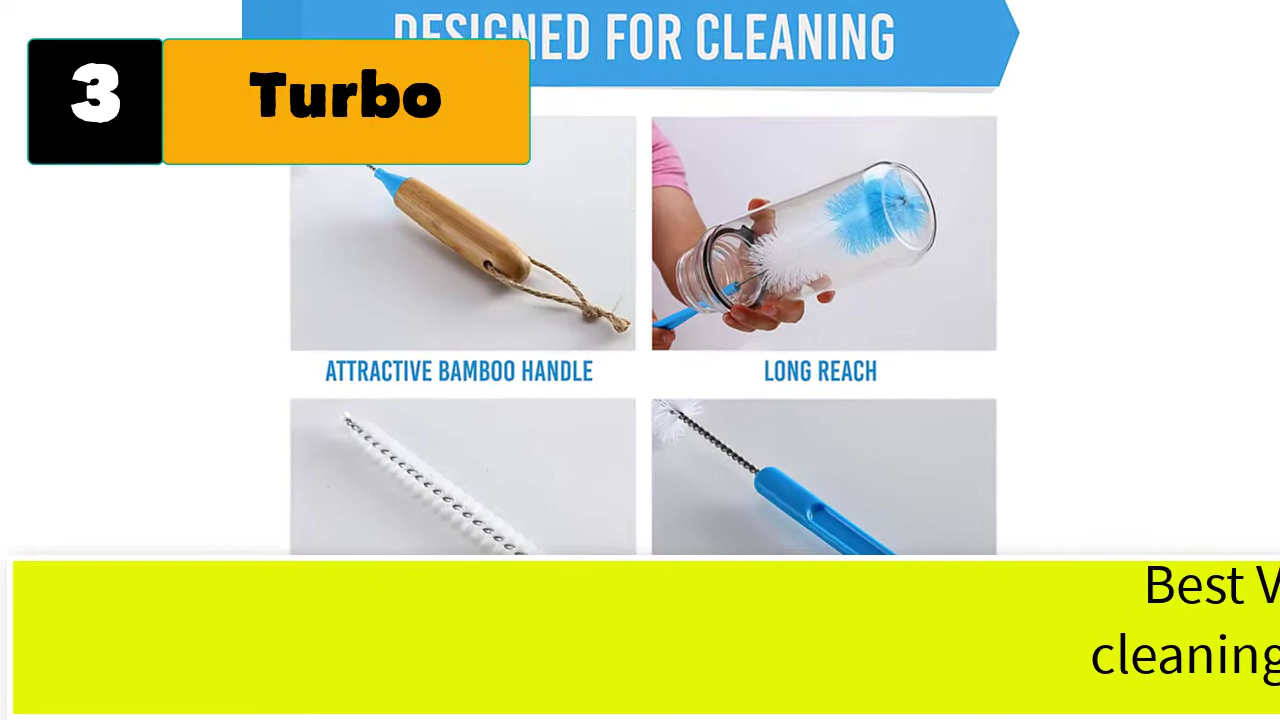 DESIGNED FOR CLEANING
3 Turbo
ATTRACTIVE BAMBOO HANDLE
LONG REACH
Best
cleaning